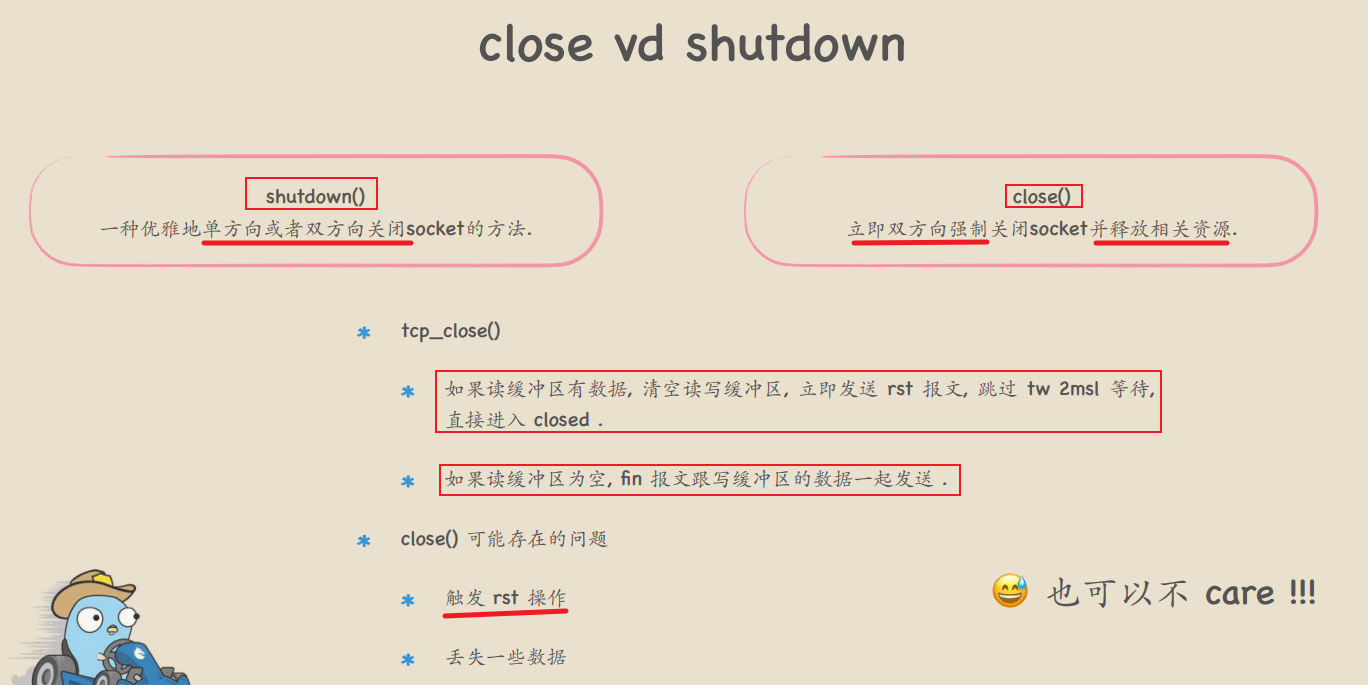 close vd shutdown
shutdown()
一种优雅地单方向或者双方向关闭socket的方法.
close()
立即双方向强制关闭socket并释放相关资源.
* tcp_close()
* 如果读缓冲区有数据, 清空读写缓冲区, 立即发送 rst 报文, 跳过 tw 2msl 等待,
直接进入 closed .
* 如果读缓冲区为空, fin 报文跟写缓冲区的数据一起发送 .
* close() 可能存在的问题
* 触发 rst 操作
* 丢失一些数据
😅 也可以不 care !!!